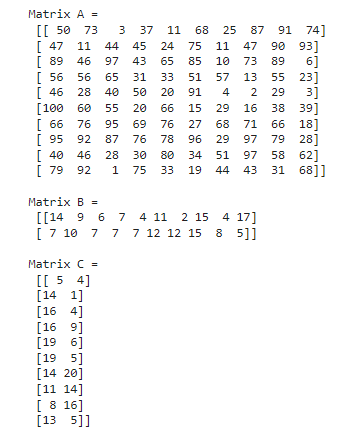 Matrix A =
[[ 50 73 3 37 11 68 25 87 91 74]
[ 47 11 44 45 24 75 11 47 90 93]
[ 89 46 97 43 65 85 10 73 89 6]
[ 56 56 65 31 33 51 57 13 55 23]
[ 46 28 40 50 20 91 4 2 29 3]
[100 60 55 20 66 15 29 16 38 39]
[ 66 76 95 69 76 27 68 71 66 18]
[ 95 92 87 76 78 96 29 97 79 28]
[ 40 46 28 30 80 34 51 97 58 62]
[ 79 92 1 75 33 19 44 43 31 68]]
Matrix B =
[[14 9 6 7 4 11 2 15 4 17]
[ 7 10 7 7 7 12 12 15 8 5]]
Matrix C =
[[ 5 4]
[14 1]
[16 4]
[16 9]
[19 6]
[19 5]
[14 20]
[11 14]
[ 8 16]
[13 5]]